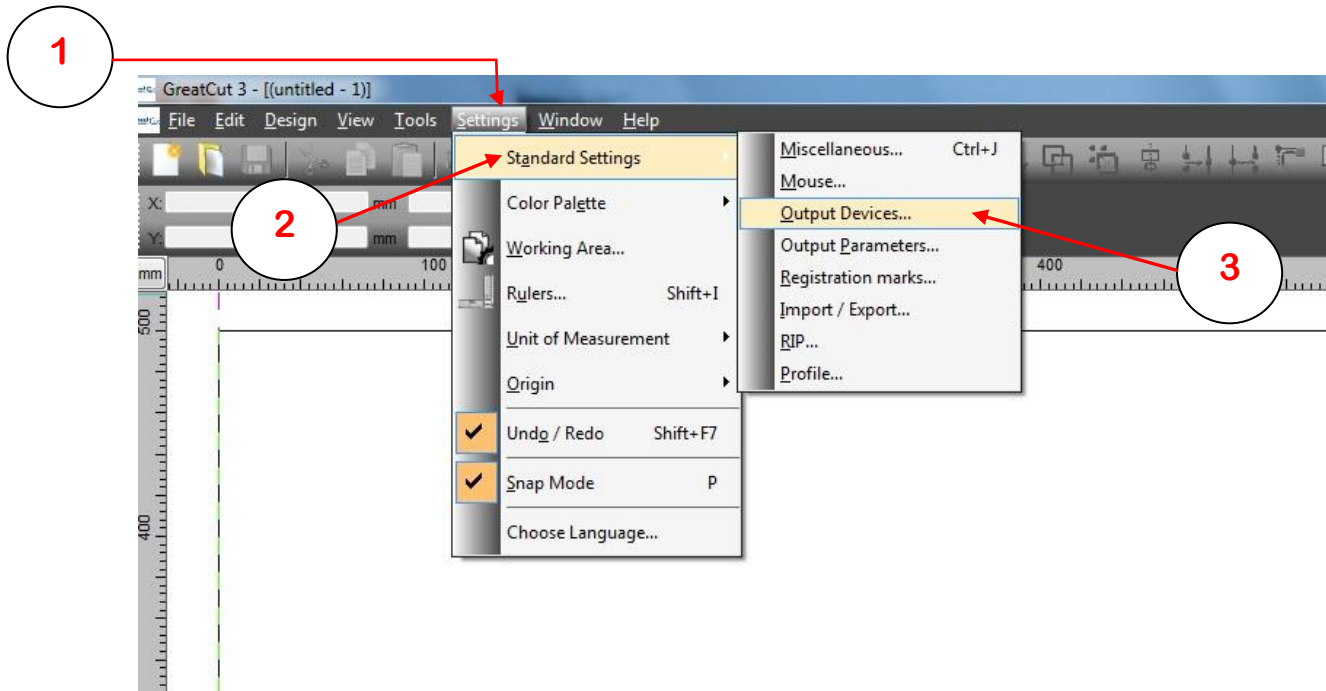 1
GreatCut 3 - [(untitled - 1)]
File Edit Design View Tools Settings Window Help
Standard Settings
Color Palette
Working Area...
Rulers... Shift+I
Unit of Measurement
Origin
Undo / Redo Shift+F7
Snap Mode P
Choose Language...
Miscellaneous... Ctrl+J
Mouse...
Output Devices...
Output Parameters...
Registration marks...
Import / Export...
RIP...
Profile...
2
3
X: mm
Y: mm
mm 0 100 400
500
400